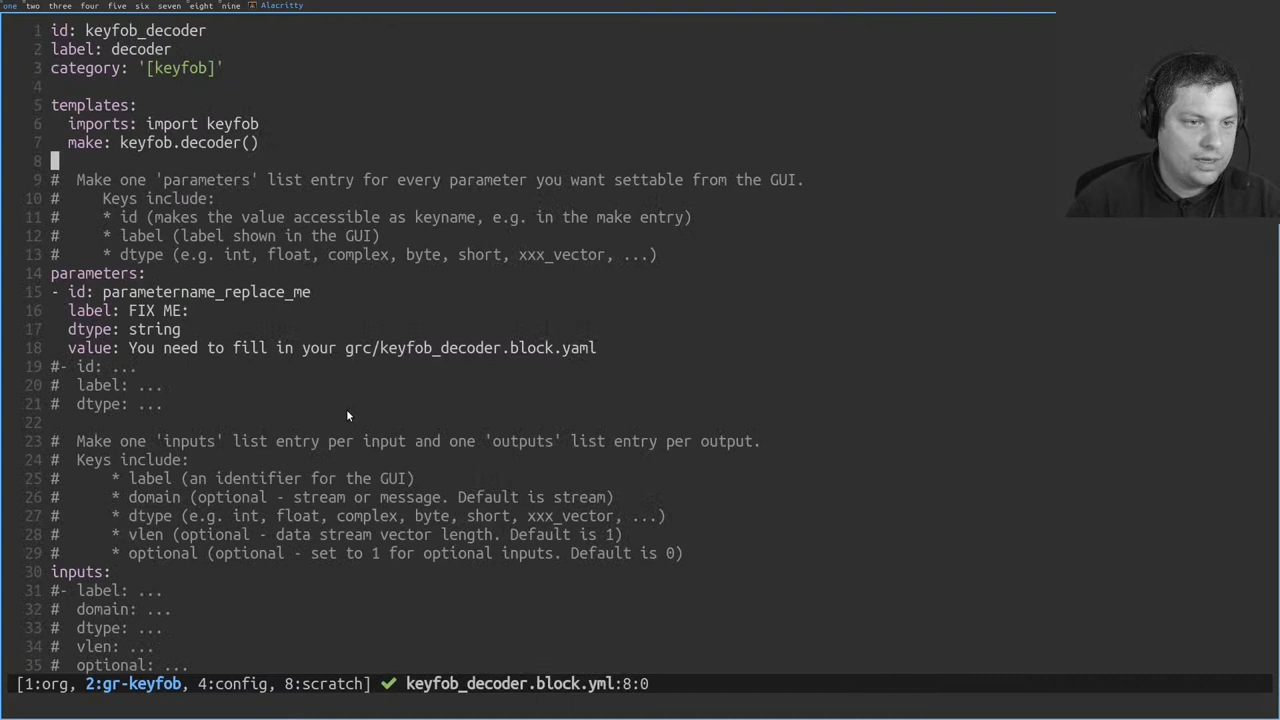 one two three four five six seven eight nine A Alacritty
1 id: keyfob_decoder
2 label: decoder
3 category: '[keyfob]'
4
5 templates:
6 imports: import keyfob
7 make: keyfob.decoder()
8
9 # Make one 'parameters' list entry for every parameter you want settable from the GUI.
10 # Keys include:
11 # * id (makes the value accessible as keyname, e.g. in the make entry)
12 # * label (label shown in the GUI)
13 # * dtype (e.g. int, float, complex, byte, short, xxx_vector, ...)
14 parameters:
15 - id: parametername_replace_me
16 label: FIX ME:
17 dtype: string
18 value: You need to fill in your grc/keyfob_decoder.block.yaml
19 #- id: ...
20 # label: ...
21 # dtype: ...
22
23 # Make one 'inputs' list entry per input and one 'outputs' list entry per output.
24 # Keys include:
25 # * label (an identifier for the GUI)
26 # * domain (optional - stream or message. Default is stream)
27 # * dtype (e.g. int, float, complex, byte, short, xxx_vector, ...)
28 # * vlen (optional - data stream vector length. Default is 1)
29 # * optional (optional - set to 1 for optional inputs. Default is 0)
30 inputs:
31 #- label: ...
32 # domain: ...
33 # dtype: ...
34 # vlen: ...
35 # optional: ...
[1:org, 2:gr-keyfob, 4:config, 8:scratch] ✔ keyfob_decoder.block.yml:8:0